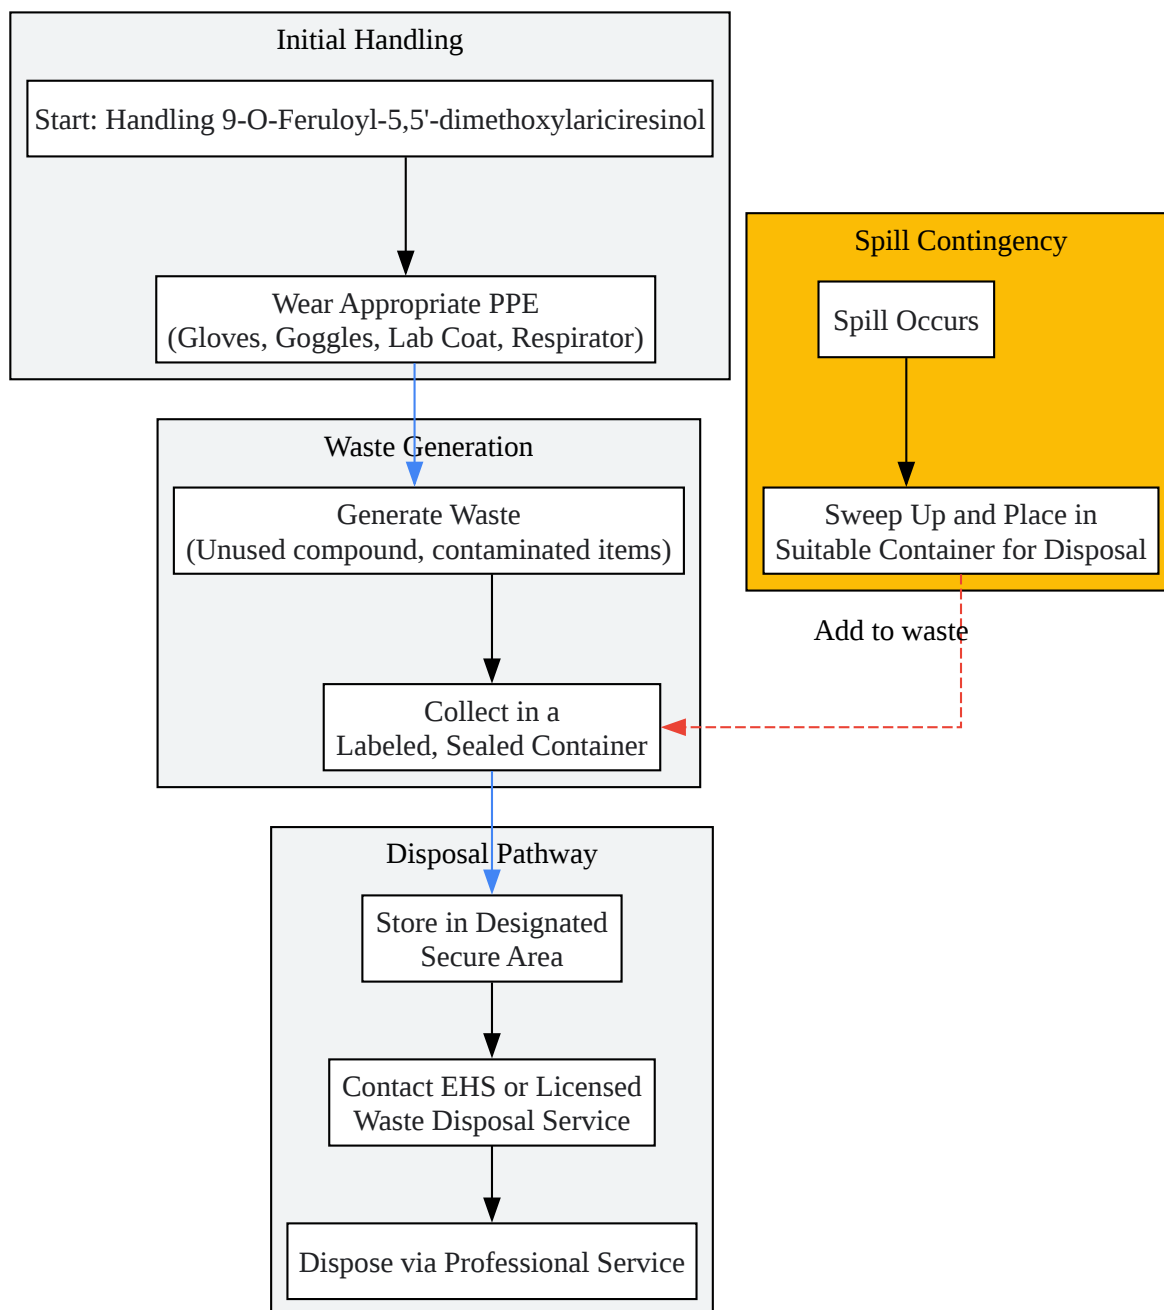 Initial Handling
Start: Handling 9-O-Feruloyl-5,5'-dimethoxylariciresinol
Wear Appropriate PPE
(Gloves, Goggles, Lab Coat, Respirator)
Spill Contingency
Spill Occurs
Sweep Up and Place in
Suitable Container for Disposal
Add to waste
Waste Generation
Generate Waste
(Unused compound, contaminated items)
Collect in a
Labeled, Sealed Container
Disposal Pathway
Store in Designated
Secure Area
Contact EHS or Licensed
Waste Disposal Service
Dispose via Professional Service